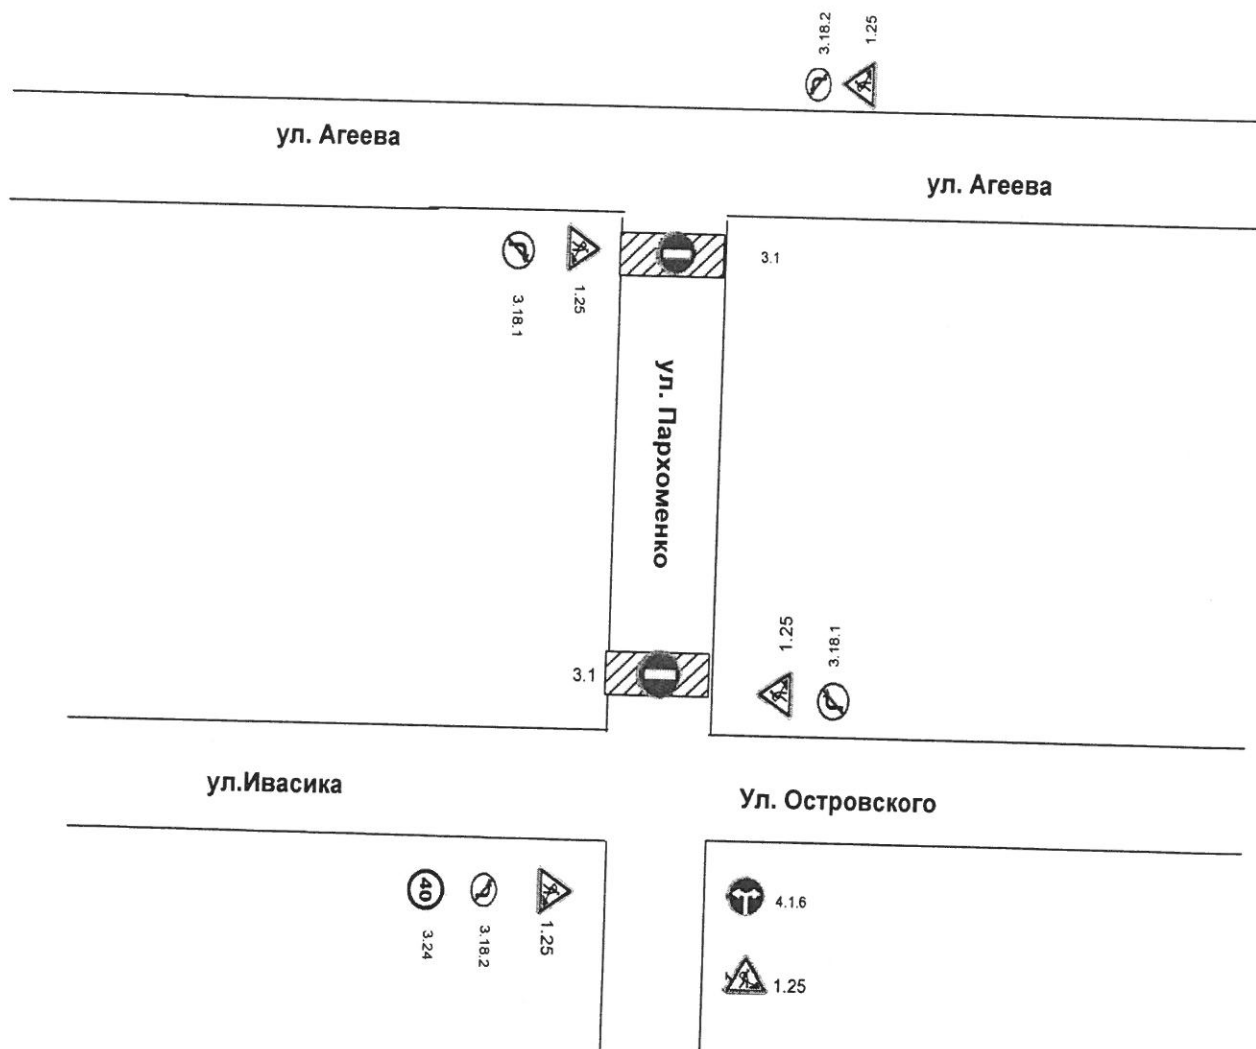 3.18.2
1.25
ул. Агеева
ул. Агеева
3.1
3.18.1
1.25
ул. Пархоменко
1.25
3.18.1
3.1
ул.Ивасика
Ул. Островского
40
3.24
3.18.2
1.25
4.1.6
1.25